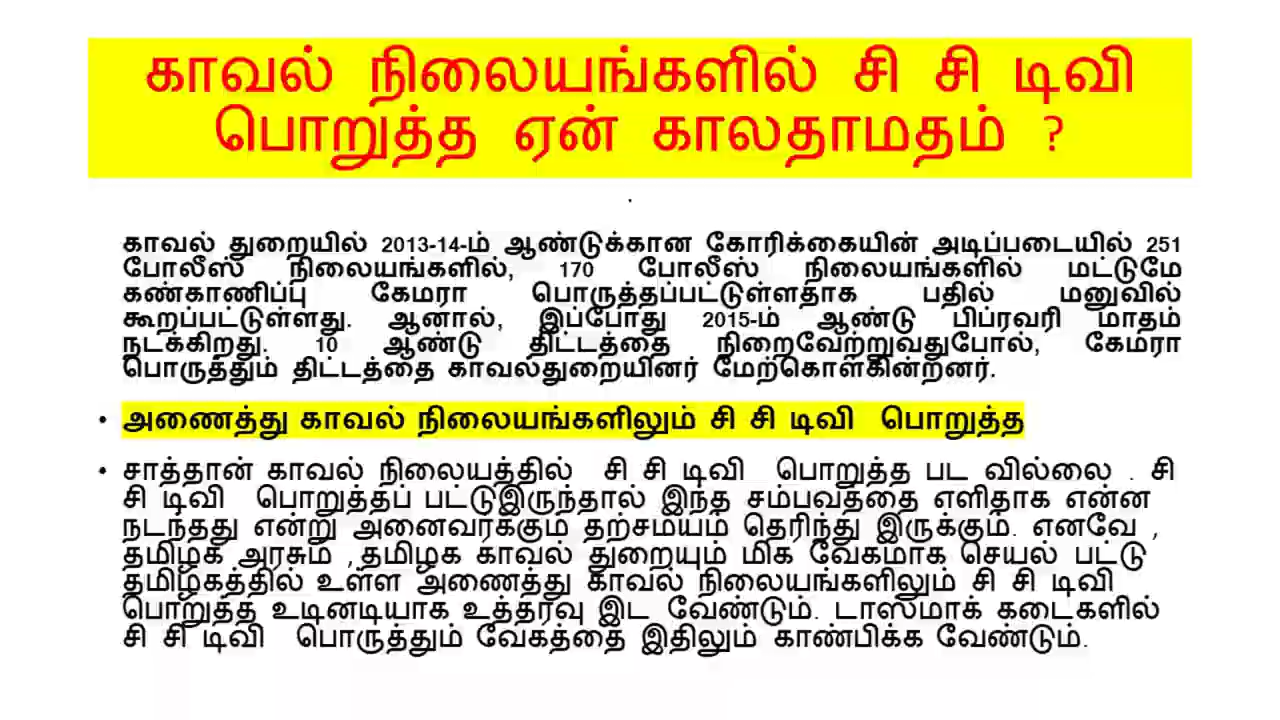 காவல் நிலையங்களில் சி சி டிவி
பொறுத்த ஏன் காலதாமதம் ?
.
காவல் துறையில் 2013-14-ம் ஆண்டுக்கான கோரிக்கையின் அடிப்படையில் 251
போலீஸ் நிலையங்களில், 170 போலீஸ் நிலையங்களில் மட்டுமே
கண்காணிப்பு கேமரா பொருத்தப்பட்டுள்ளதாக பதில் மனுவில்
கூறப்பட்டுள்ளது. ஆனால், இப்போது 2015-ம் ஆண்டு பிப்ரவரி மாதம்
நடக்கிறது. 10 ஆண்டு திட்டத்தை நிறைவேற்றுவதுபோல், கேமரா
பொருத்தும் திட்டத்தை காவல்துறையினர் மேற்கொள்கின்றனர்.
• அணைத்து காவல் நிலையங்களிலும் சி சி டிவி பொறுத்த
• சாத்தான் காவல் நிலையத்தில் சி சி டிவி பொறுத்த பட வில்லை . சி
சி டிவி பொறுத்தப் பட்டுஇருந்தால் இந்த சம்பவத்தை எளிதாக என்ன
நடந்தது என்று அனைவர்க்கும் தற்சமயம் தெரிந்து இருக்கும். எனவே ,
தமிழக அரசும் ,தமிழக காவல் துறையும் மிக வேகமாக செயல் பட்டு
தமிழகத்தில் உள்ள அணைத்து காவல் நிலையங்களிலும் சி சி டிவி
பொறுத்த உடினடியாக உத்தரவு இட வேண்டும். டாஸ்மாக் கடைகளில்
சி சி டிவி பொருத்தும் வேகத்தை இதிலும் காண்பிக்க வேண்டும்.